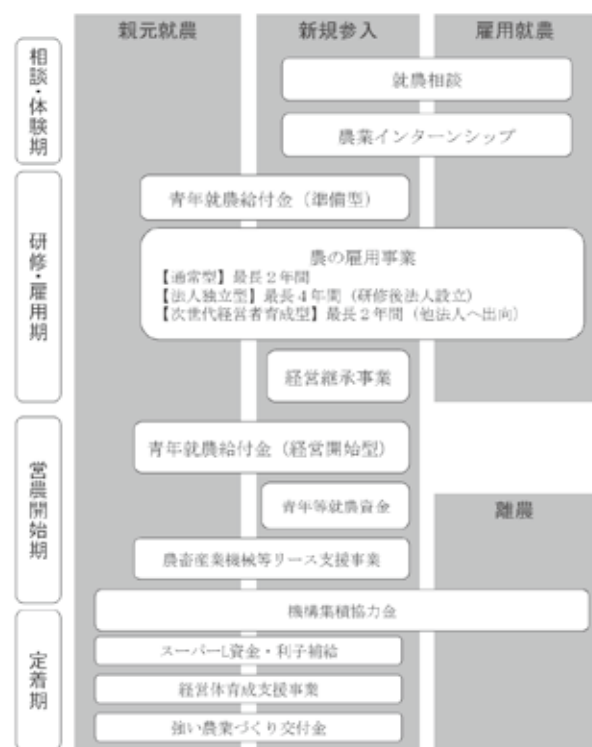 親元就農
新規参入
雇用就農
相談・体験期
就農相談
農業インターンシップ
研修・雇用期
青年就農給付金（準備型）
農の雇用事業
【通常型】最長２年間
【法人独立型】最長４年間（研修後法人設立）
【次世代経営者育成型】最長２年間（他法人へ出向）
経営継承事業
営農開始期
青年就農給付金（経営開始型）
青年等就農資金
離農
農畜産業機械等リース支援事業
機構集積協力金
定着期
スーパーL資金・利子補給
経営体育成支援事業
強い農業づくり交付金